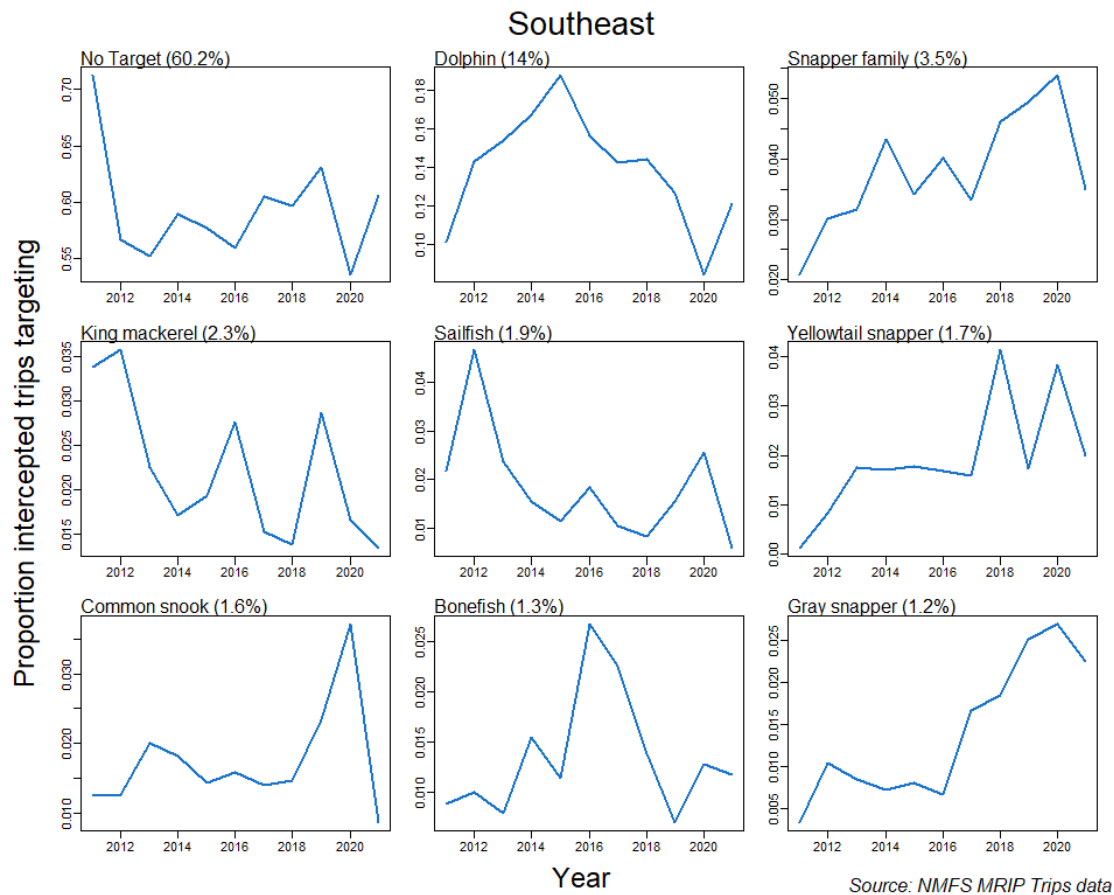 Southeast
No Target (60.2%)
Dolphin (14%)
Snapper family (3.5%)
0.70
0.65
0.60
0.55
2012 2014 2016 2018 2020
0.18
0.16
0.14
0.12
0.10
2012 2014 2016 2018 2020
0.050
0.040
0.030
0.020
2012 2014 2016 2018 2020
King mackerel (2.3%)
Sailfish (1.9%)
Yellowtail snapper (1.7%)
0.035
0.030
0.025
0.020
0.015
2012 2014 2016 2018 2020
0.04
0.03
0.02
0.01
2012 2014 2016 2018 2020
0.04
0.03
0.02
0.01
0.00
2012 2014 2016 2018 2020
Common snook (1.6%)
Bonefish (1.3%)
Gray snapper (1.2%)
0.030
0.020
0.010
2012 2014 2016 2018 2020
0.025
0.020
0.015
0.010
2012 2014 2016 2018 2020
0.025
0.020
0.015
0.010
0.005
2012 2014 2016 2018 2020
Proportion intercepted trips targeting
Year
Source: NMFS MRIP Trips data